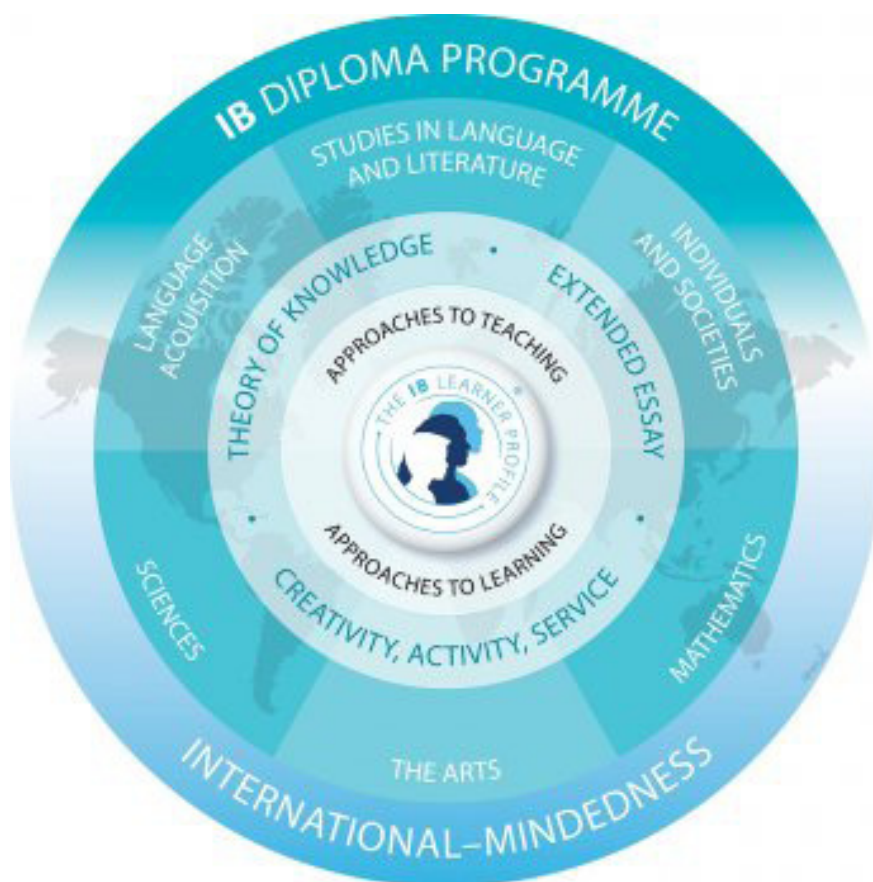 IB DIPLOMA PROGRAMME
STUDIES IN LANGUAGE
AND LITERATURE
LANGUAGE
ACQUISITION
INDIVIDUALS
AND SOCIETIES
THEORY OF KNOWLEDGE
•
EXTENDED ESSAY
APPROACHES TO TEACHING
THE IB LEARNER PROFILE
®
APPROACHES TO LEARNING
•
•
CREATIVITY, ACTIVITY, SERVICE
SCIENCES
MATHEMATICS
THE ARTS
INTERNATIONAL–MINDEDNESS